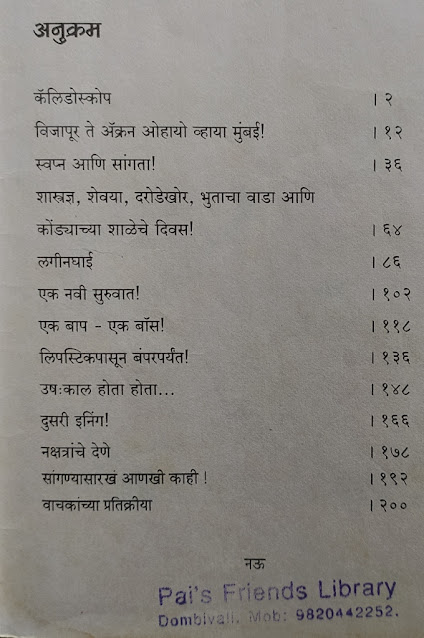 अनुक्रम
कॅलिडोस्कोप । २
विजापूर ते ॲक्रन ओहायो व्हाया मुंबई! । १२
स्वप्न आणि सांगता! । ३६
शास्त्रज्ञ, शेवया, दरोडेखोर, भुताचा वाडा आणि
कोंड्याच्या शाळेचे दिवस! । ६४
लगीनघाई । ८६
एक नवी सुरुवात! । १०२
एक बाप - एक बॉस! । ११८
लिपस्टिकपासून बंपरपर्यंत! । १३६
उषःकाल होता होता... । १४८
दुसरी इनिंग! । १६६
नक्षत्रांचे देणे । १७८
सांगण्यासारखं आणखी काही ! । १९२
वाचकांच्या प्रतिक्रीया । २००
नऊ
Pai's Friends Library
Dombivali. Mob: 9820442252.